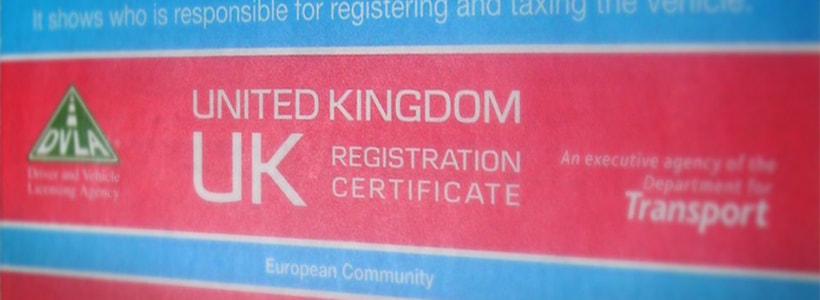 It shows who is responsible for registering and taxing the vehicle.
DVLA
Driver and Vehicle
Licensing Agency
UNITED KINGDOM
UK
REGISTRATION
CERTIFICATE
An executive agency of the
Department for
Transport
European Community